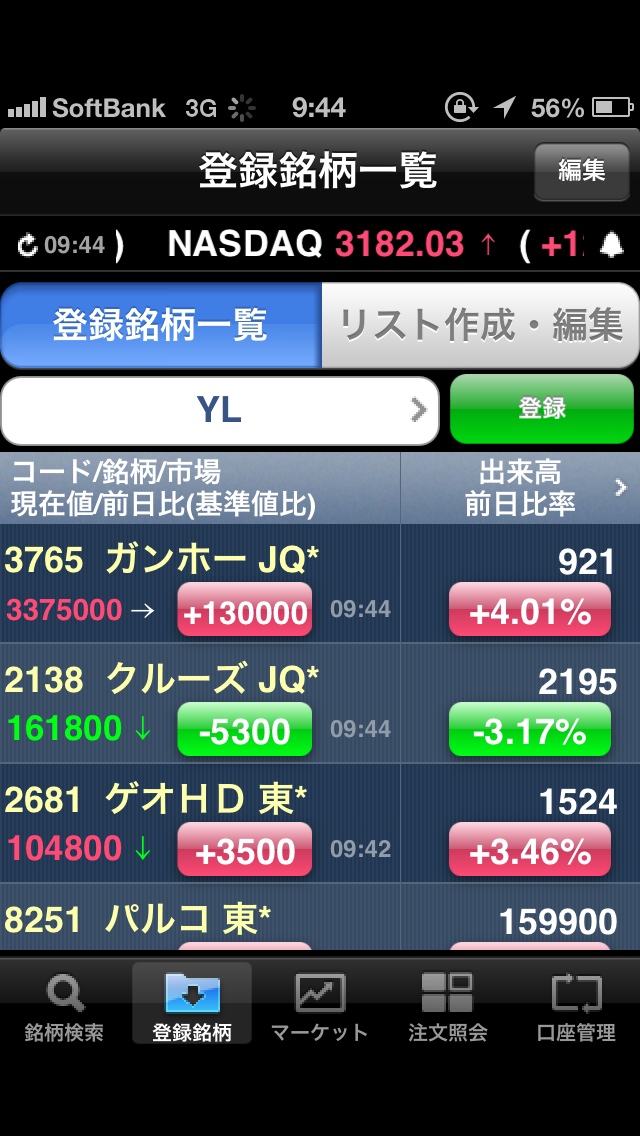 SoftBank 3G 9:44 56%
登録銘柄一覧 編集
09:44 ) NASDAQ 3182.03 ↑ ( +1
登録銘柄一覧 リスト作成・編集
YL 登録
コード/銘柄/市場 出来高
現在値/前日比(基準値比) 前日比率
3765 ガンホー JQ* 921
3375000 → +130000 09:44 +4.01%
2138 クルーズ JQ* 2195
161800 ↓ -5300 09:44 -3.17%
2681 ゲオHD 東* 1524
104800 ↓ +3500 09:42 +3.46%
8251 パルコ 東* 159900
銘柄検索 登録銘柄 マーケット 注文照会 口座管理